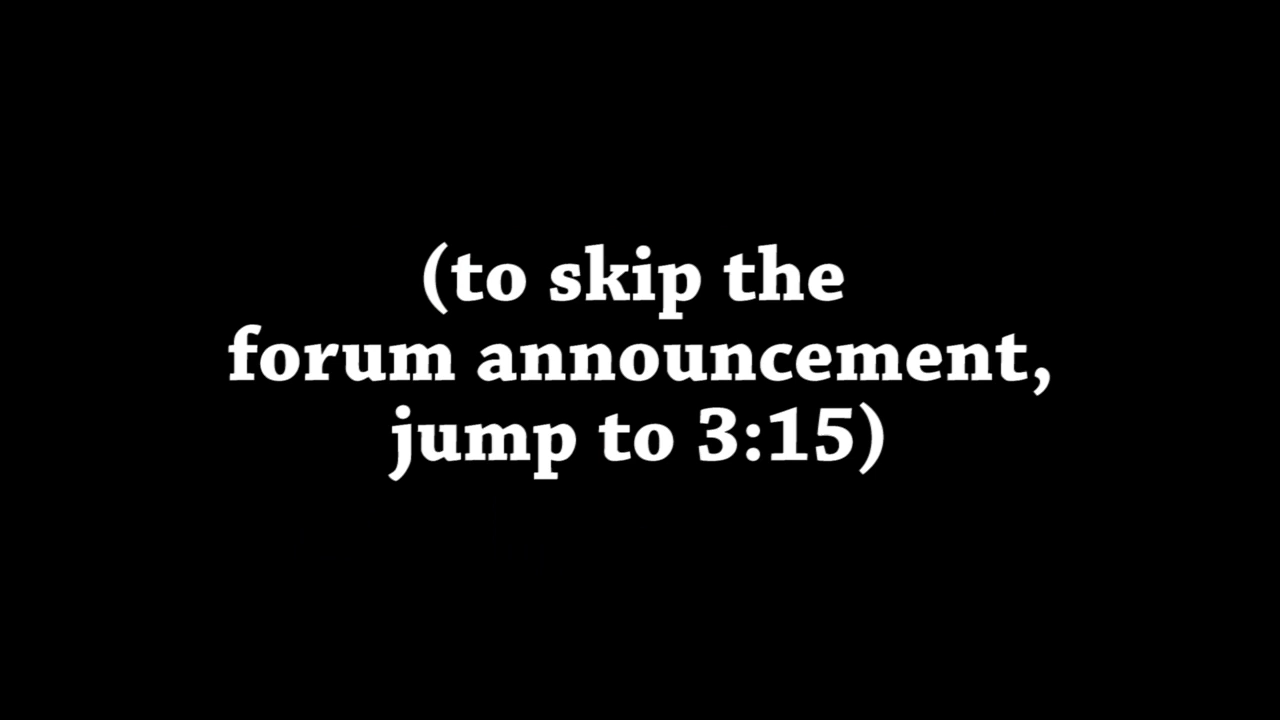 (to skip the
forum announcement,
jump to 3:15)